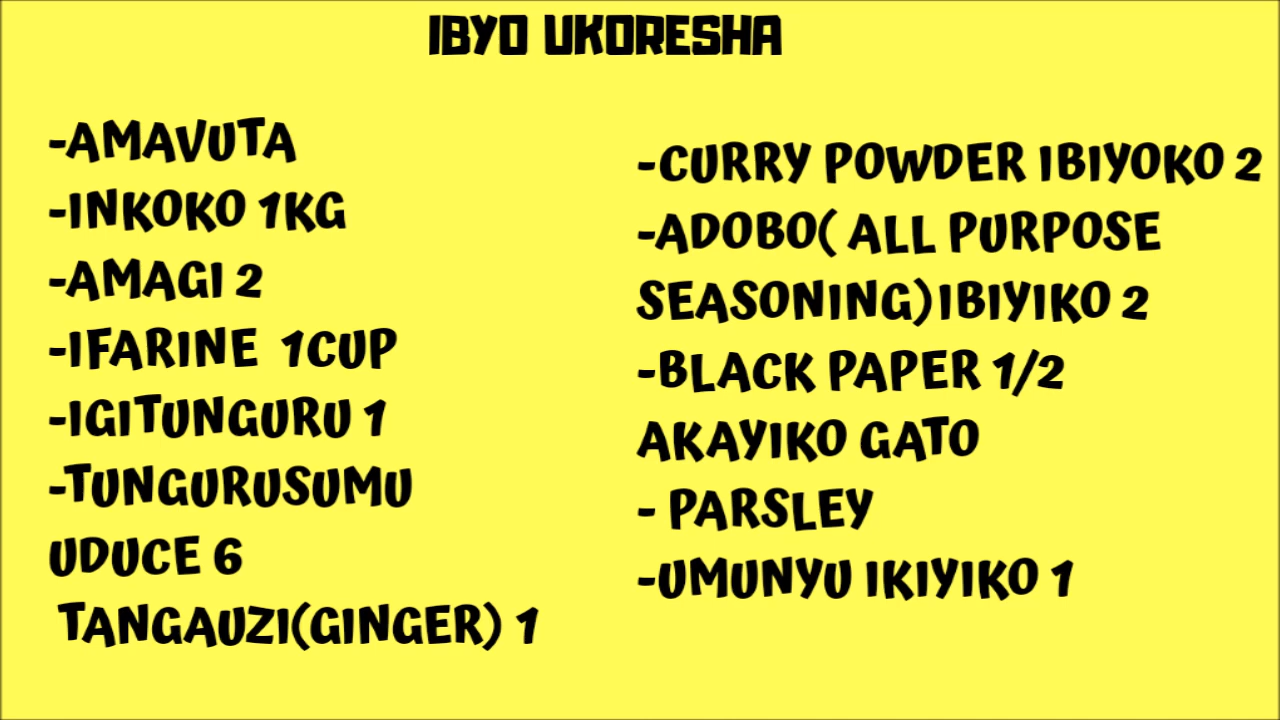 IBYO UKORESHA
-AMAVUTA
-INKOKO 1KG
-AMAGI 2
-IFARINE 1CUP
-IGITUNGURU 1
-TUNGURUSUMU
UDUCE 6
TANGAUZI(GINGER) 1
-CURRY POWDER IBIYOKO 2
-ADOBO( ALL PURPOSE
SEASONING)IBIYIKO 2
-BLACK PAPER 1/2
AKAYIKO GATO
- PARSLEY
-UMUNYU IKIYIKO 1